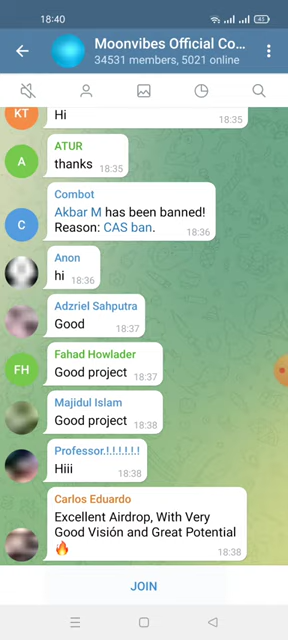 18:40
41
Moonvibes Official Co...
34531 members, 5021 online
KT
Hi
18:35
ATUR
A
thanks
18:35
Combot
Akbar M has been banned!
C
Reason: CAS ban.
18:36
Anon
hi
18:36
Adzriel Sahputra
Good
18:37
Fahad Howlader
FH
Good project
18:37
Majidul Islam
Good project
18:38
Professor.!.!.!.!.!.!
Hiii
18:38
Carlos Eduardo
Excellent Airdrop, With Very
Good Visión and Great Potential
🔥
18:38
JOIN